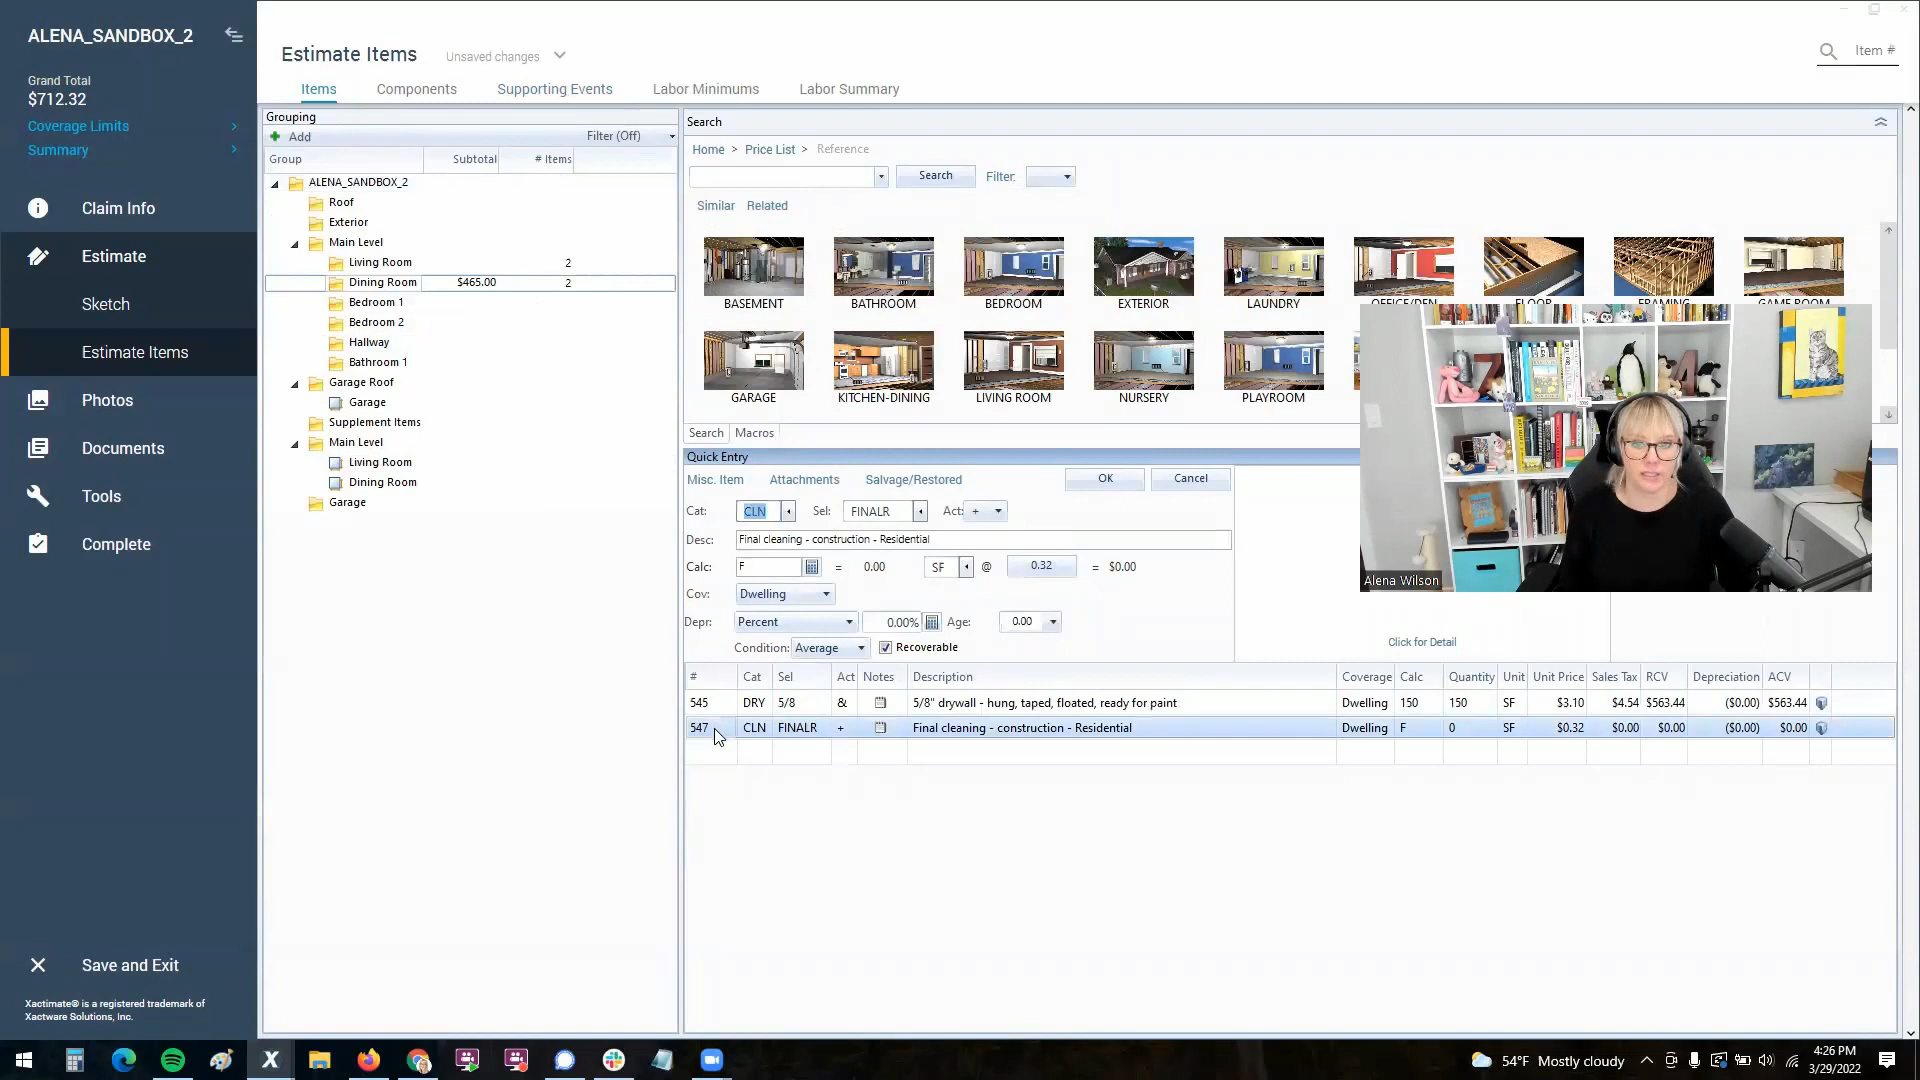 ALENA_SANDBOX_2
Grand Total
$712.32
Coverage Limits
Summary
Claim Info
Estimate
Sketch
Estimate Items
Photos
Documents
Tools
Complete
Save and Exit
Xactimate® is a registered trademark of
Xactware Solutions, Inc.
Estimate Items Unsaved changes
Item #
Items Components Supporting Events Labor Minimums Labor Summary
Grouping
Add Filter (Off)
Group Subtotal # Items
ALENA_SANDBOX_2
Roof
Exterior
Main Level
Living Room 2
Dining Room $465.00 2
Bedroom 1
Bedroom 2
Hallway
Bathroom 1
Garage Roof
Garage
Supplement Items
Main Level
Living Room
Dining Room
Garage
Search
Home > Price List > Reference
Search Filter:
Similar Related
BASEMENT BATHROOM BEDROOM EXTERIOR LAUNDRY OFFICE/DEN FLOOR FRAMING GAME ROOM
GARAGE KITCHEN-DINING LIVING ROOM NURSERY PLAYROOM
Search Macros
Quick Entry
Misc. Item Attachments Salvage/Restored OK Cancel
Cat: CLN Sel: FINALR Act: +
Desc: Final cleaning - construction - Residential
Calc: F = 0.00 SF @ 0.32 = $0.00
Cov: Dwelling
Depr: Percent 0.00% Age: 0.00
Condition: Average Recoverable
Click for Detail
Alena Wilson
# Cat Sel Act Notes Description Coverage Calc Quantity Unit Unit Price Sales Tax RCV Depreciation ACV
545 DRY 5/8 & 5/8" drywall - hung, taped, floated, ready for paint Dwelling 150 150 SF $3.10 $4.54 $563.44 ($0.00) $563.44
547 CLN FINALR + Final cleaning - construction - Residential Dwelling F 0 SF $0.32 $0.00 $0.00 ($0.00) $0.00
54°F Mostly cloudy
4:26 PM
3/29/2022